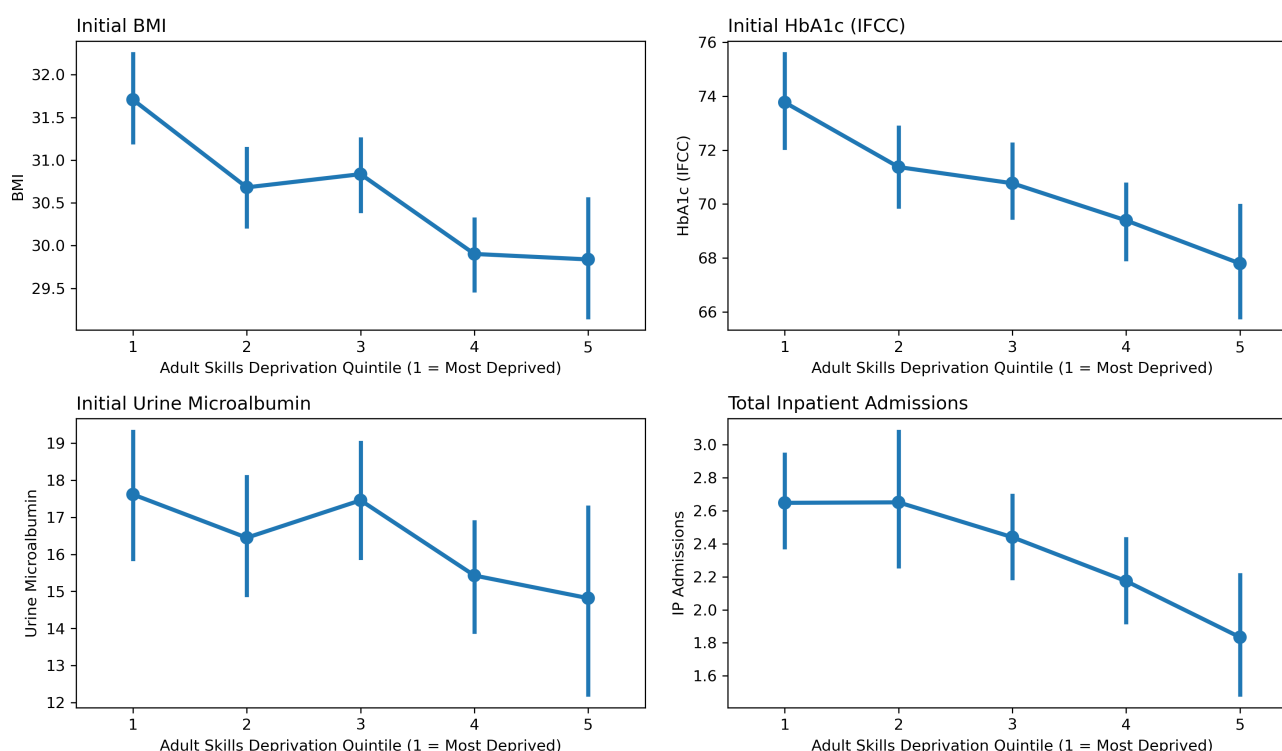 Initial BMI
32.0
31.5
31.0
30.5
30.0
29.5
BMI
1 2 3 4 5
Adult Skills Deprivation Quintile (1 = Most Deprived)
Initial HbA1c (IFCC)
76
74
72
70
68
66
HbA1c (IFCC)
1 2 3 4 5
Adult Skills Deprivation Quintile (1 = Most Deprived)
Initial Urine Microalbumin
19
18
17
16
15
14
13
12
Urine Microalbumin
1 2 3 4 5
Adult Skills Deprivation Quintile (1 = Most Deprived)
Total Inpatient Admissions
3.0
2.8
2.6
2.4
2.2
2.0
1.8
1.6
IP Admissions
1 2 3 4 5
Adult Skills Deprivation Quintile (1 = Most Deprived)